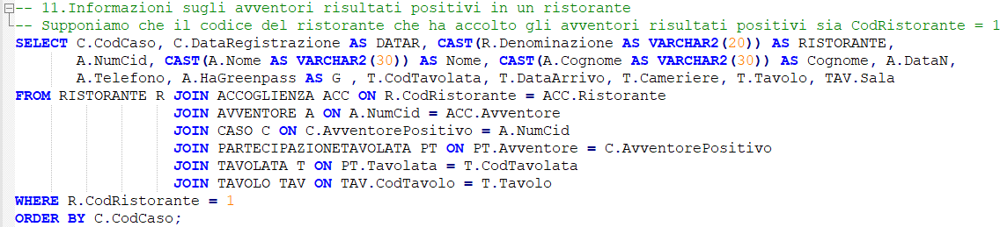 -- 11.Informazioni sugli avventori risultati positivi in un ristorante
-- Supponiamo che il codice del ristorante che ha accolto gli avventori risultati positivi sia CodRistorante = 1
SELECT C.CodCaso, C.DataRegistrazione AS DATAR, CAST(R.Denominazione AS VARCHAR2(20)) AS RISTORANTE,
A.NumCid, CAST(A.Nome AS VARCHAR2(30)) AS Nome, CAST(A.Cognome AS VARCHAR2(30)) AS Cognome, A.DataN,
A.Telefono, A.HaGreenpass AS G , T.CodTavolata, T.DataArrivo, T.Cameriere, T.Tavolo, TAV.Sala
FROM RISTORANTE R JOIN ACCOGLIENZA ACC ON R.CodRistorante = ACC.Ristorante
JOIN AVVENTORE A ON A.NumCid = ACC.Avventore
JOIN CASO C ON C.AvventorePositivo = A.NumCid
JOIN PARTECIPAZIONETAVOLATA PT ON PT.Avventore = C.AvventorePositivo
JOIN TAVOLATA T ON PT.Tavolata = T.CodTavolata
JOIN TAVOLO TAV ON TAV.CodTavolo = T.Tavolo
WHERE R.CodRistorante = 1
ORDER BY C.CodCaso;